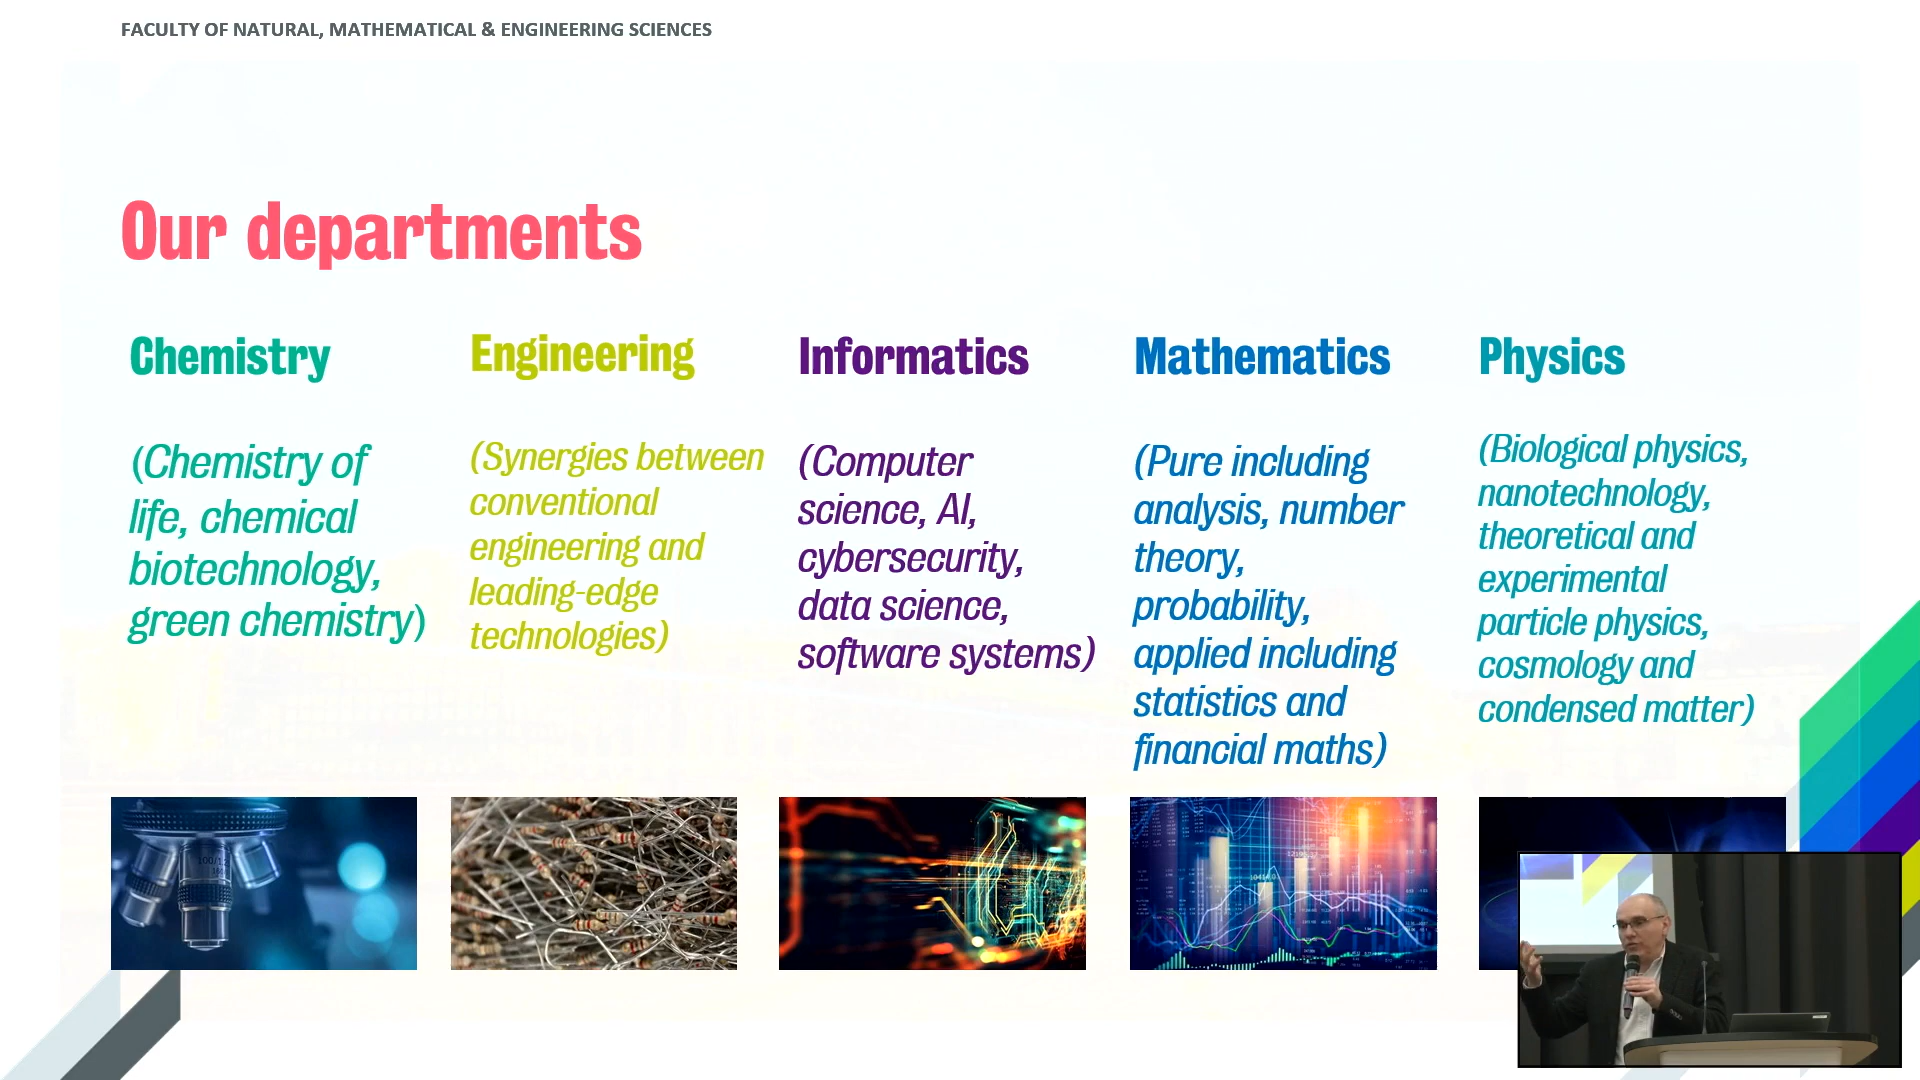 FACULTY OF NATURAL, MATHEMATICAL & ENGINEERING SCIENCES
Our departments
Chemistry
(Chemistry of
life, chemical
biotechnology,
green chemistry)
Engineering
(Synergies between
conventional
engineering and
leading-edge
technologies)
Informatics
(Computer
science, AI,
cybersecurity,
data science,
software systems)
Mathematics
(Pure including
analysis, number
theory,
probability,
applied including
statistics and
financial maths)
Physics
(Biological physics,
nanotechnology,
theoretical and
experimental
particle physics,
cosmology and
condensed matter)